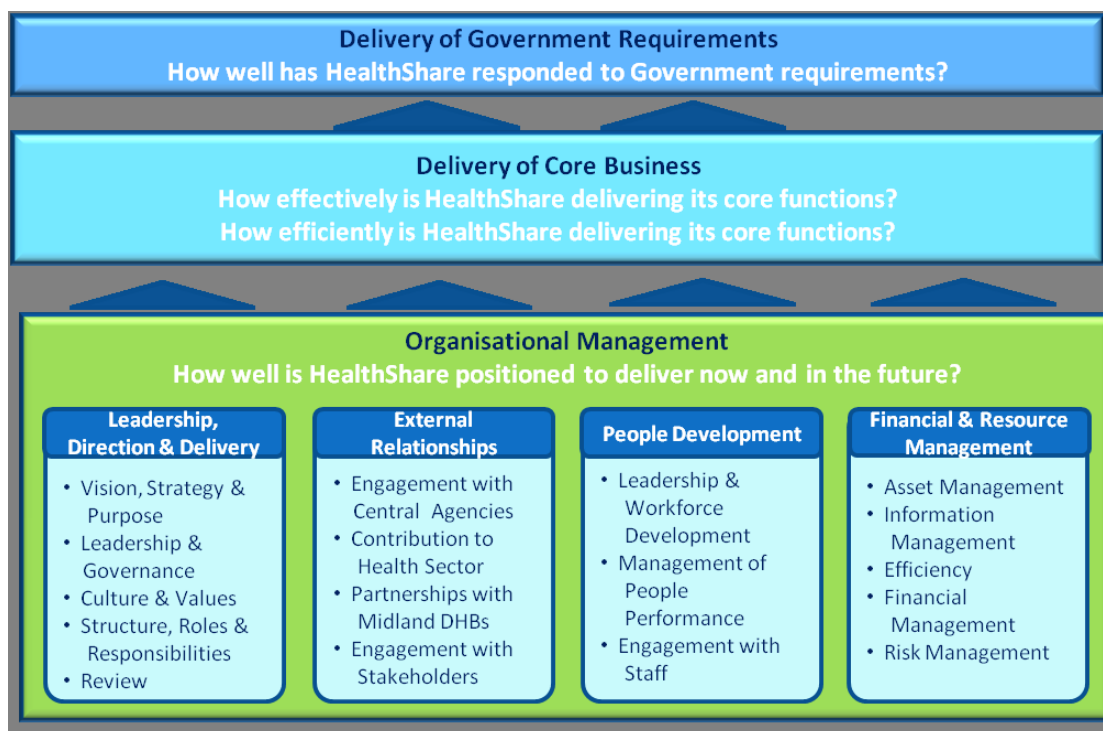 Delivery of Government Requirements
How well has HealthShare responded to Government requirements?
Delivery of Core Business
How effectively is HealthShare delivering its core functions?
How efficiently is HealthShare delivering its core functions?
Organisational Management
How well is HealthShare positioned to deliver now and in the future?
Leadership,
Direction & Delivery
• Vision, Strategy &
Purpose
• Leadership &
Governance
• Culture & Values
• Structure, Roles &
Responsibilities
• Review
External
Relationships
• Engagement with
Central Agencies
• Contribution to
Health Sector
• Partnerships with
Midland DHBs
• Engagement with
Stakeholders
People Development
• Leadership &
Workforce
Development
• Management of
People
Performance
• Engagement with
Staff
Financial & Resource
Management
• Asset Management
• Information
Management
• Efficiency
• Financial
Management
• Risk Management